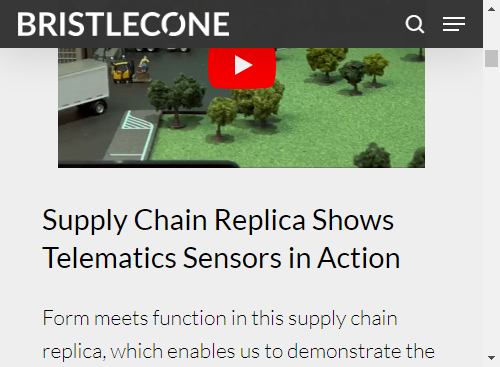 BRISTLECONE
Supply Chain Replica Shows
Telematics Sensors in Action
Form meets function in this supply chain
replica, which enables us to demonstrate the